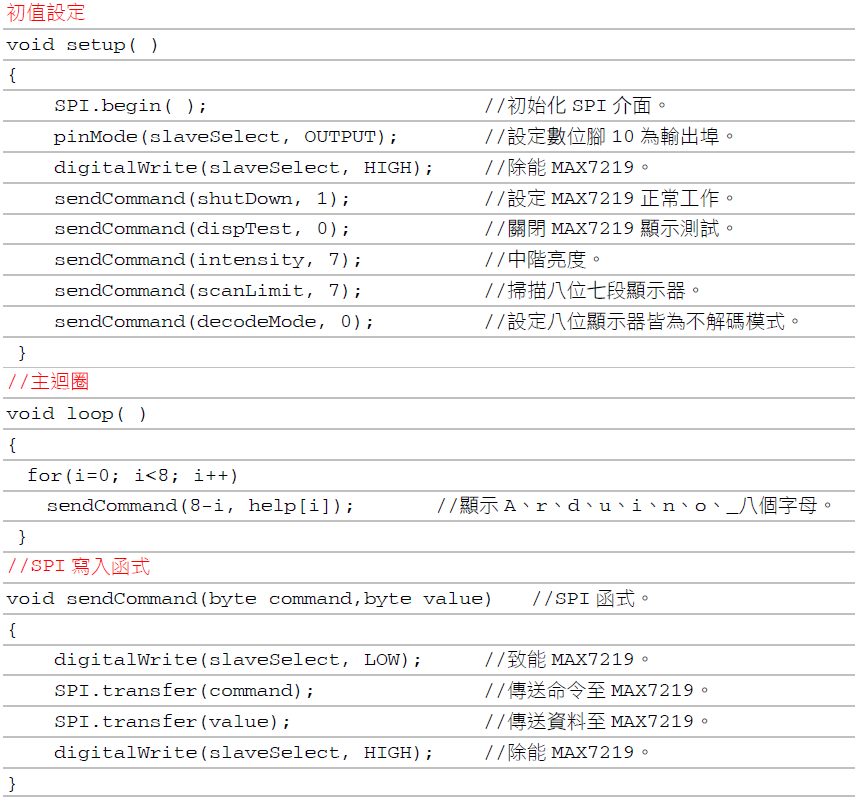 初值設定
void setup( )
{
    SPI.begin( );                       //初始化 SPI 介面。
    pinMode(slaveSelect, OUTPUT);       //設定數位腳 10 為輸出埠。
    digitalWrite(slaveSelect, HIGH);    //除能 MAX7219。
    sendCommand(shutDown, 1);           //設定 MAX7219 正常工作。
    sendCommand(dispTest, 0);           //關閉 MAX7219 顯示測試。
    sendCommand(intensity, 7);          //中階亮度。
    sendCommand(scanLimit, 7);          //掃描八位七段顯示器。
    sendCommand(decodeMode, 0);         //設定八位顯示器皆為不解碼模式。
 }
//主迴圈
void loop( )
{
  for(i=0; i<8; i++)
    sendCommand(8-i, help[i]);       //顯示 A、r、d、u、i、n、o、_八個字母。
 }
//SPI 寫入函式
void sendCommand(byte command,byte value)   //SPI 函式。
{
    digitalWrite(slaveSelect, LOW);     //致能 MAX7219。
    SPI.transfer(command);              //傳送命令至 MAX7219。
    SPI.transfer(value);                //傳送資料至 MAX7219。
    digitalWrite(slaveSelect, HIGH);    //除能 MAX7219。
}